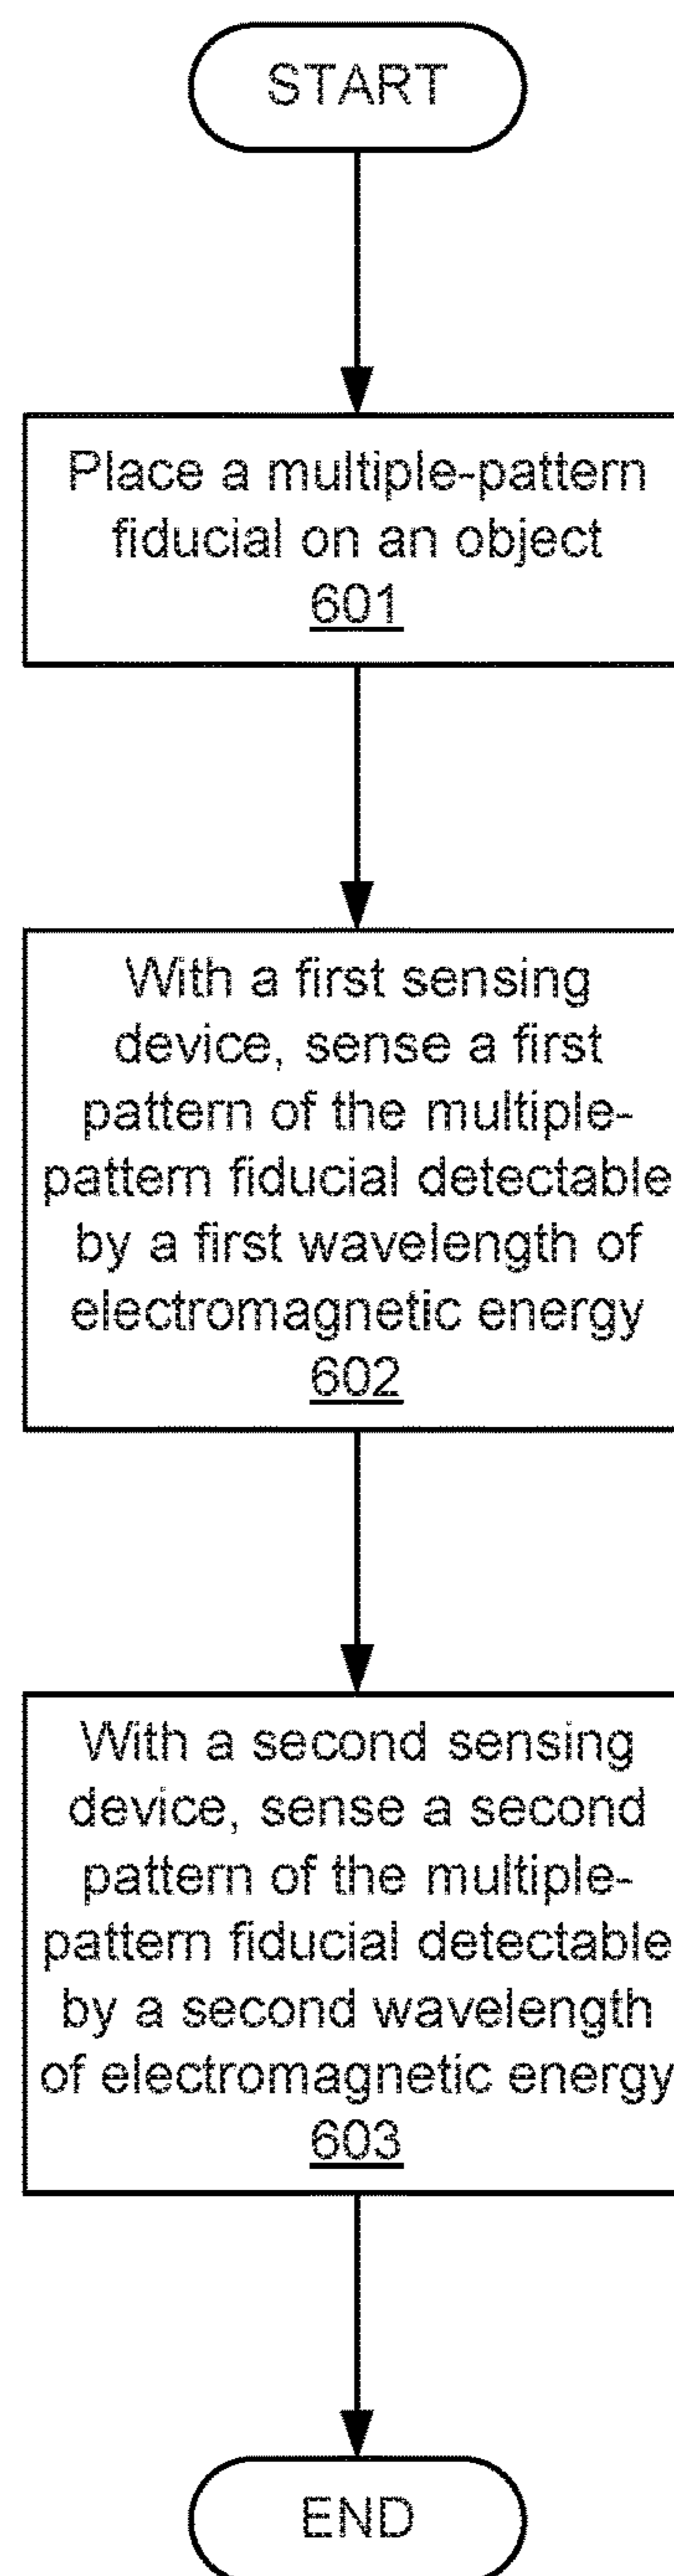 START
Place a multiple-pattern
fiducial on an object
601
With a first sensing
device, sense a first
pattern of the multiple-
pattern fiducial detectable
by a first wavelength of
electromagnetic energy
602
With a second sensing
device, sense a second
pattern of the multiple-
pattern fiducial detectable
by a second wavelength
of electromagnetic energy
603
END